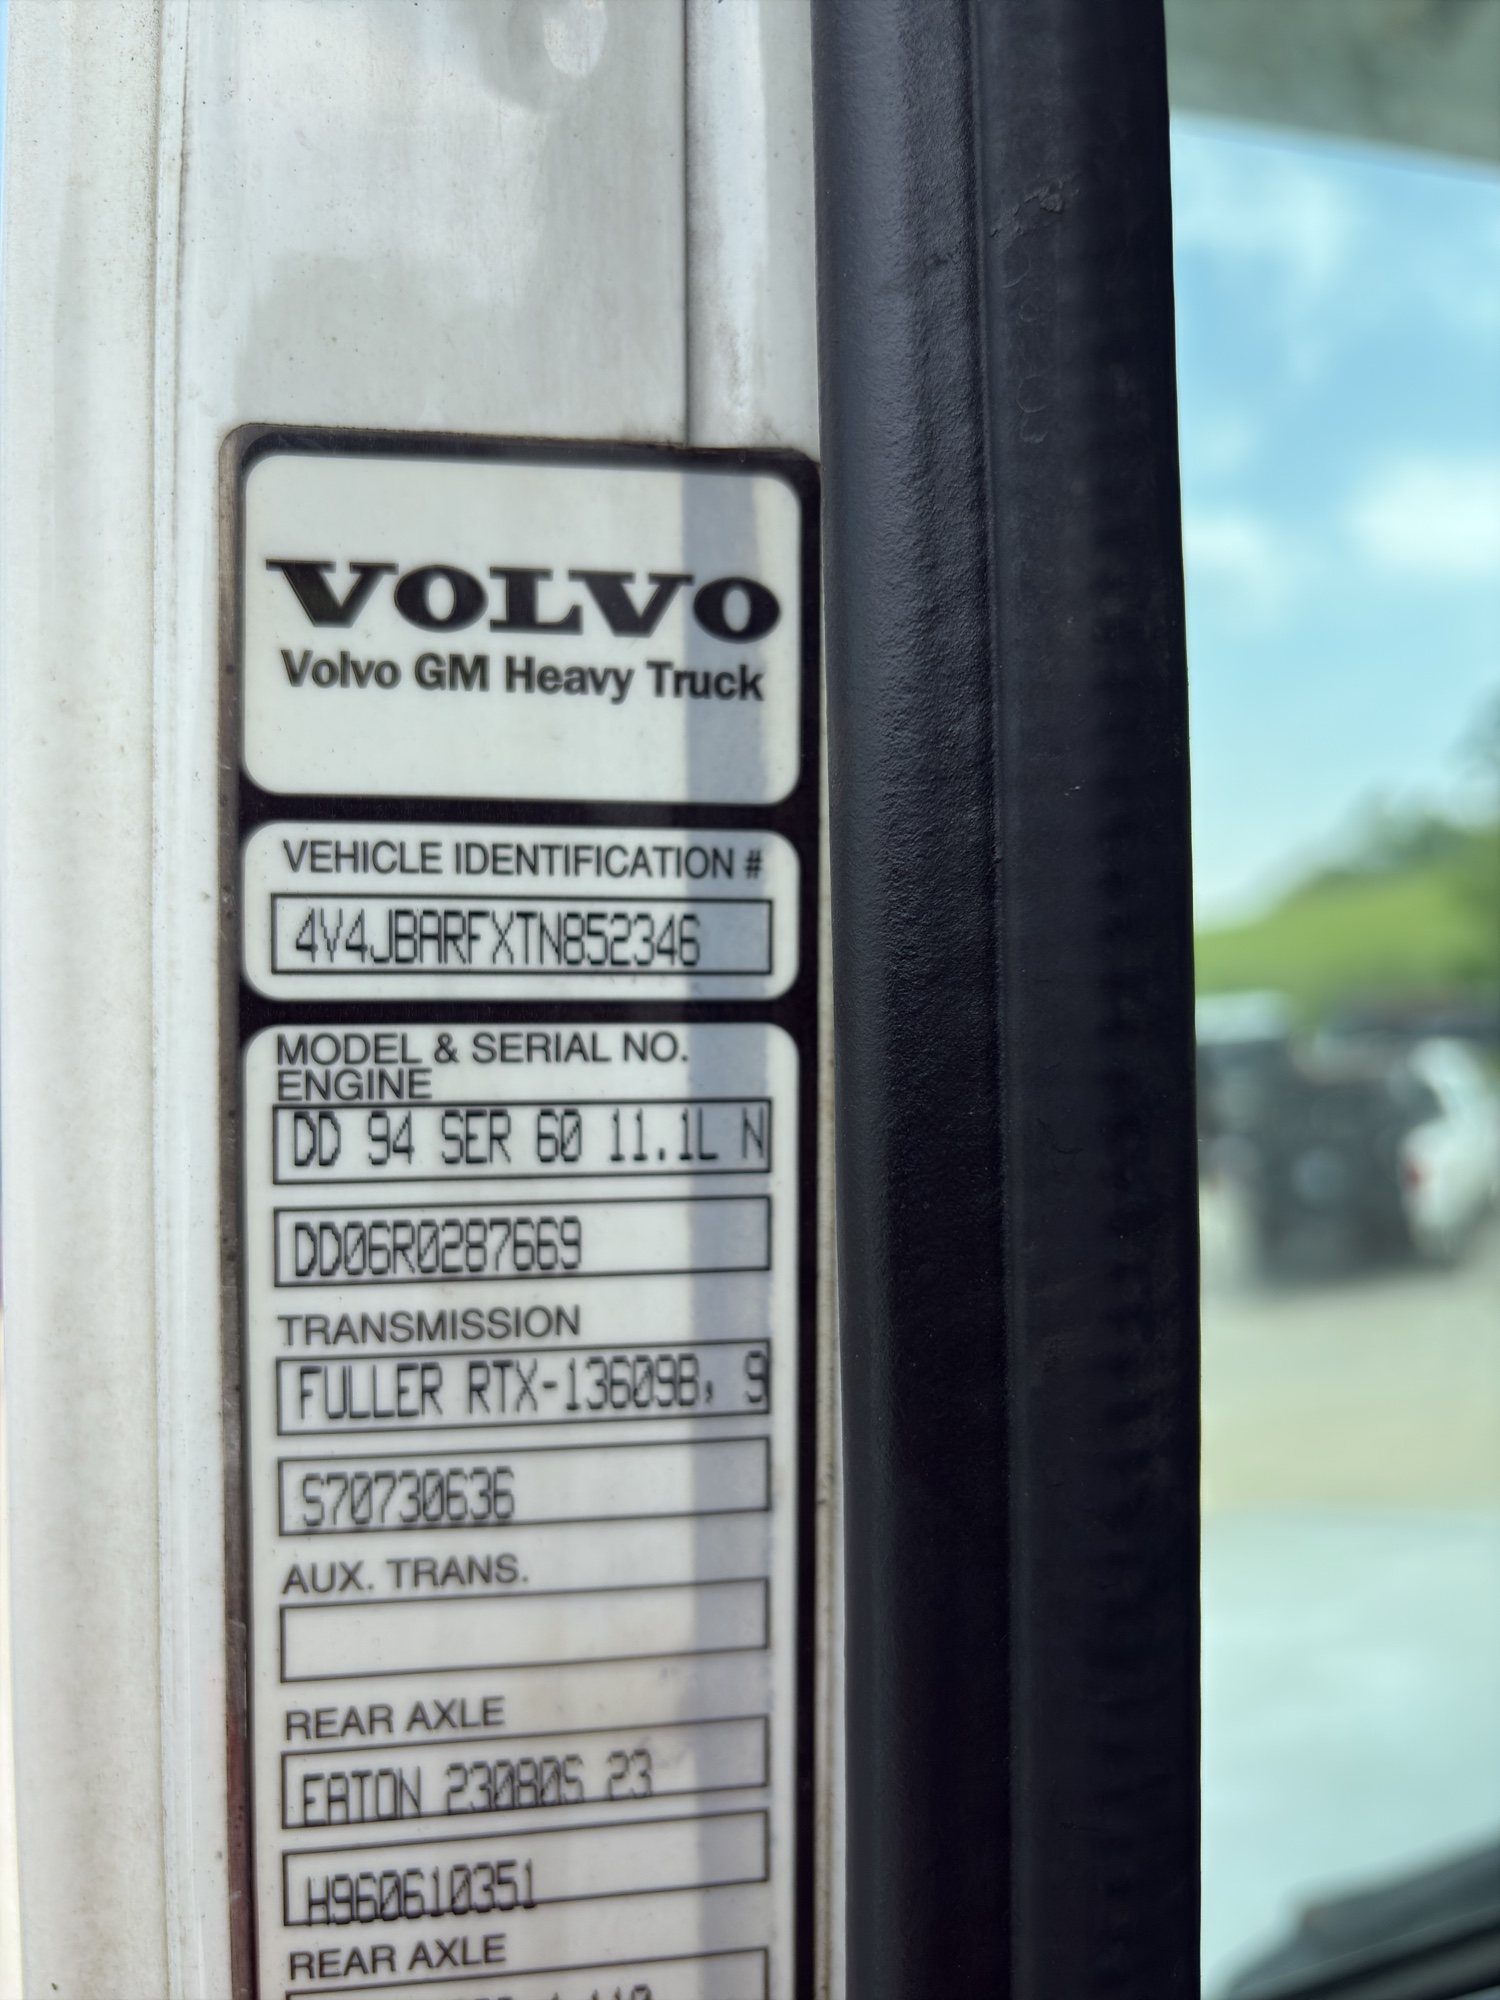 VOLVO
Volvo GM Heavy Truck
VEHICLE IDENTIFICATION #
4V4JBARFXTN852346
MODEL & SERIAL NO.
ENGINE
DD 94 SER 60 11.1L N
DD06R0287669
TRANSMISSION
FULLER RTX-13609B, 9
S70730636
AUX. TRANS.
REAR AXLE
EATON 23080S 23
H960610351
REAR AXLE